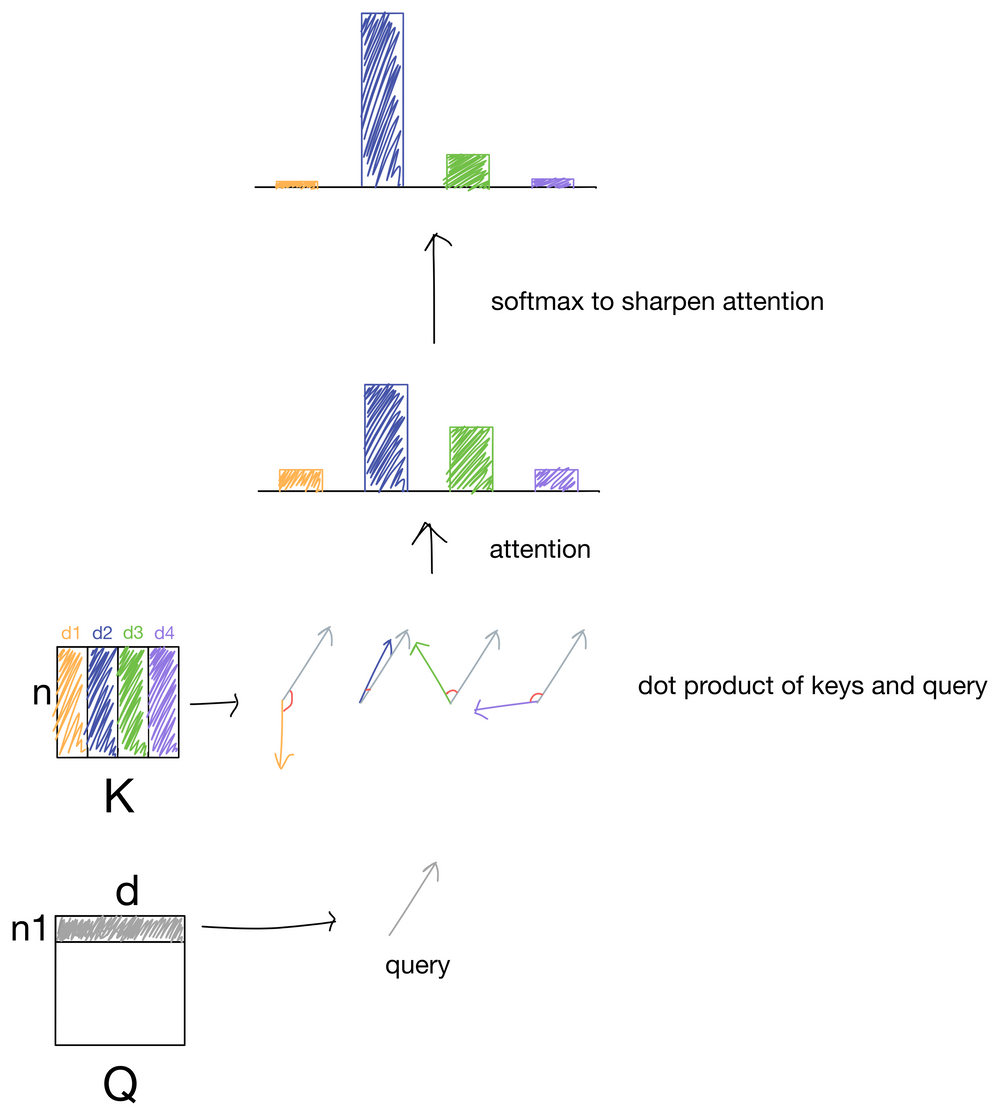 softmax to sharpen attention
attention
d1 d2 d3 d4
n
dot product of keys and query
K
d
n1
query
Q